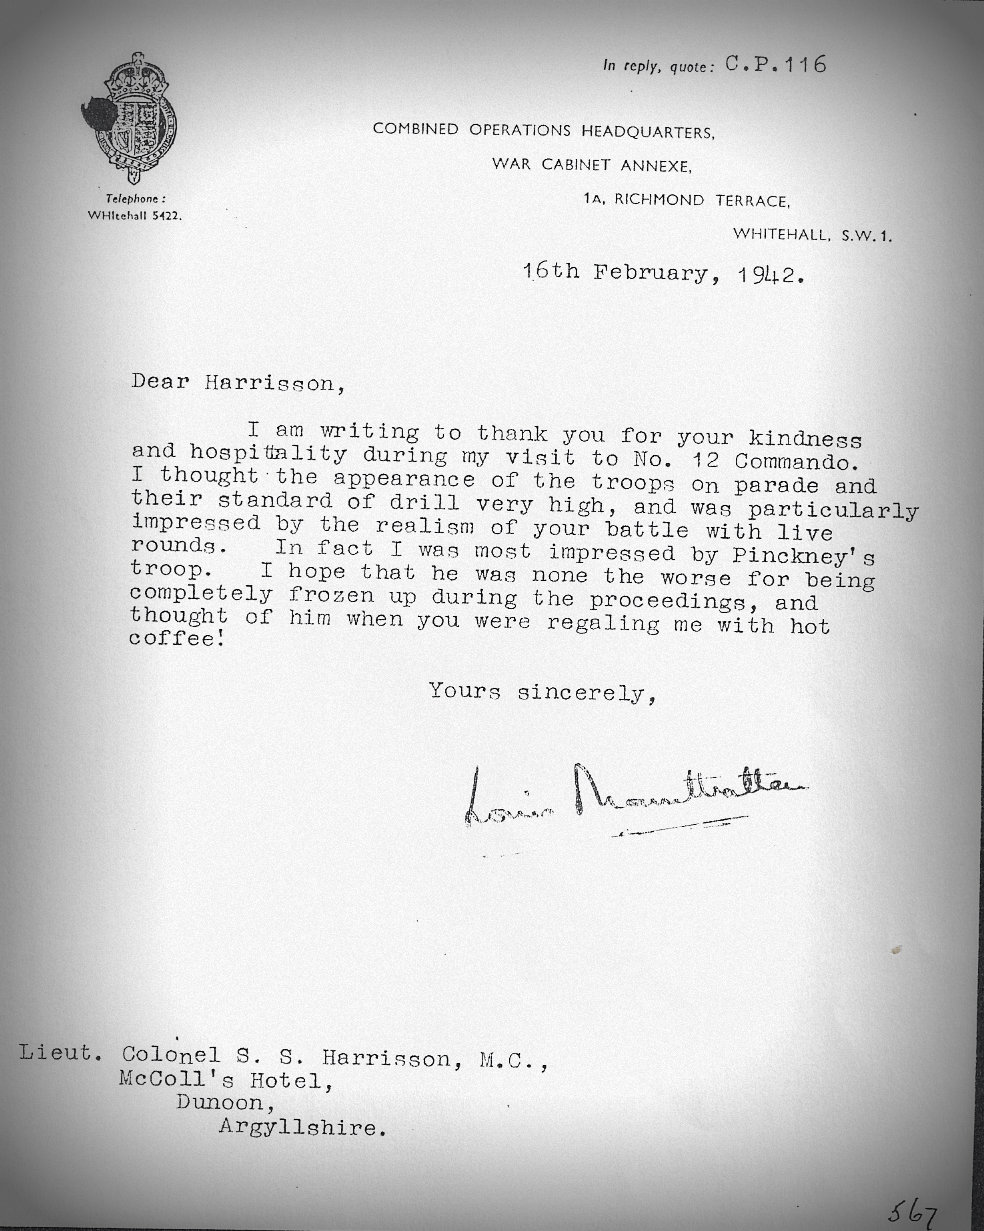 In reply, quote: C.P.116
COMBINED OPERATIONS HEADQUARTERS,
WAR CABINET ANNEXE,
1A, RICHMOND TERRACE,
WHITEHALL, S.W.1.
Telephone:
WHItehall 5422.
16th February, 1942.
Dear Harrisson,
I am writing to thank you for your kindness
and hospitality during my visit to No. 12 Commando.
I thought the appearance of the troops on parade and
their standard of drill very high, and was particularly
impressed by the realism of your battle with live
rounds. In fact I was most impressed by Pinckney's
troop. I hope that he was none the worse for being
completely frozen up during the proceedings, and
thought of him when you were regaling me with hot
coffee!
Yours sincerely,
Louis Mountbatten
Lieut. Colonel S. S. Harrisson, M.C.,
McColl's Hotel,
Dunoon,
Argyllshire.
567